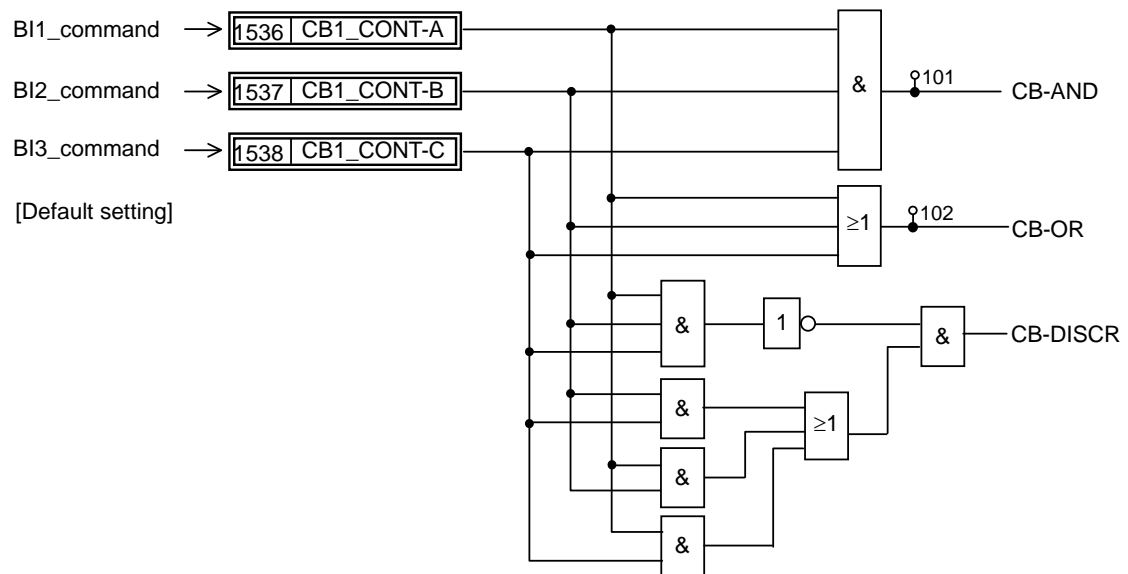 BI1_command 1536 CB1_CONT-A
BI2_command 1537 CB1_CONT-B & 101 CB-AND
BI3_command 1538 CB1_CONT-C
[Default setting] ≥1 102 CB-OR
& 1 & CB-DISCR
& ≥1
&
&